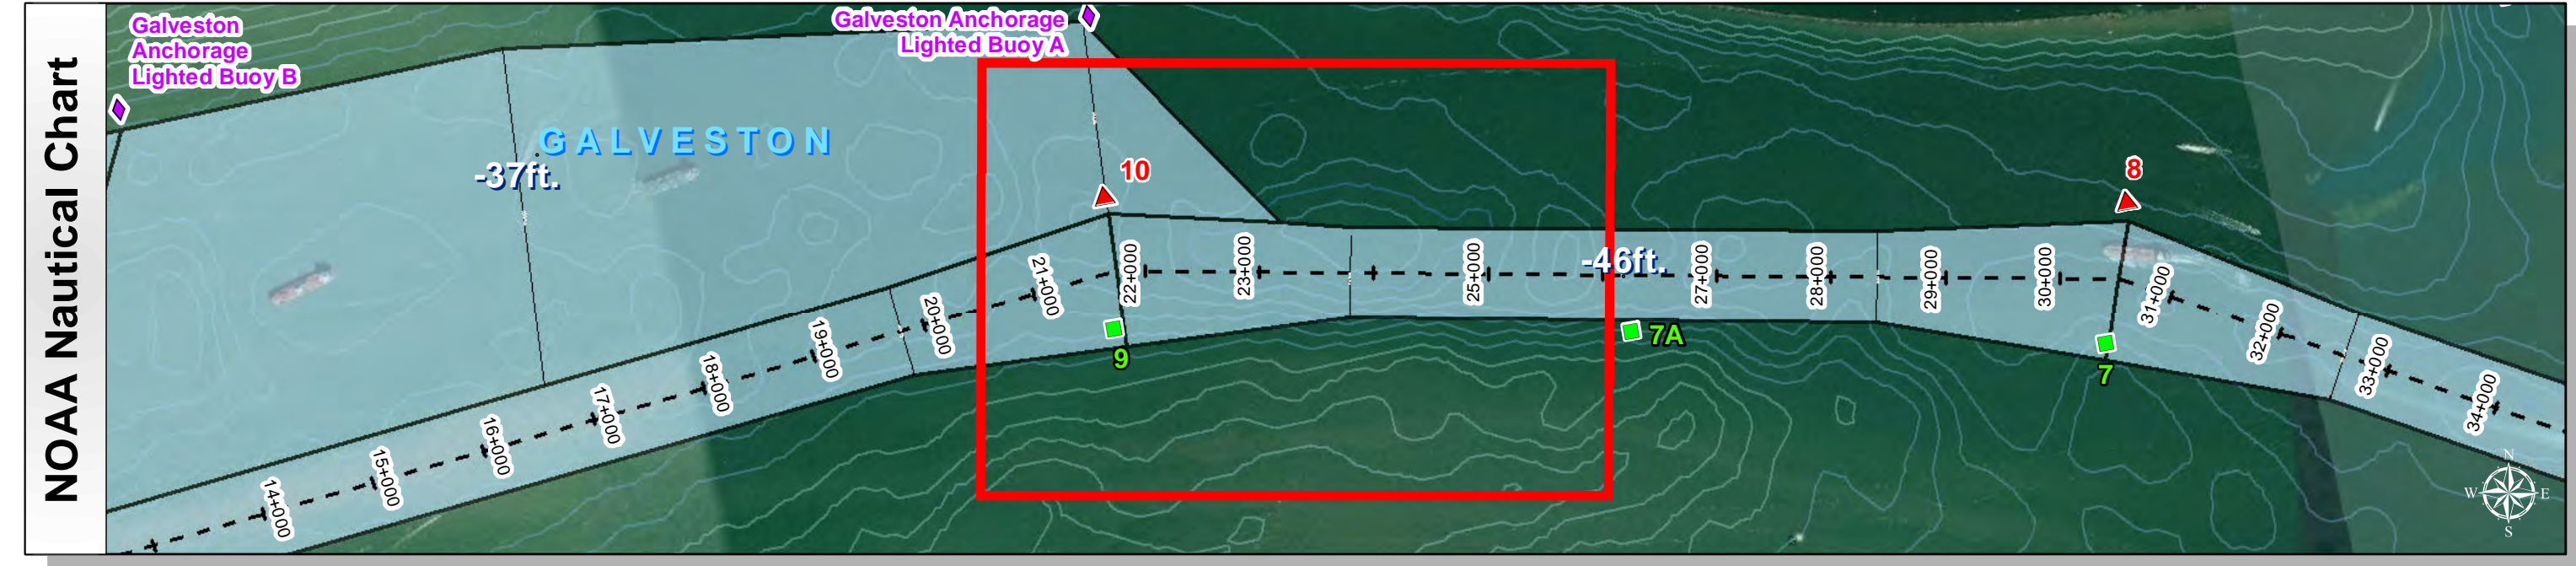 NOAA Nautical Chart
Galveston
Anchorage
Lighted Buoy B
Galveston Anchorage
Lighted Buoy A
GALVESTON
-37ft.
10
8
-46ft.
14+000
15+000
16+000
17+000
18+000
19+000
20+000
21+000
22+000
23+000
25+000
27+000
28+000
29+000
30+000
31+000
32+000
33+000
34+000
9
7A
7
N
W
E
S